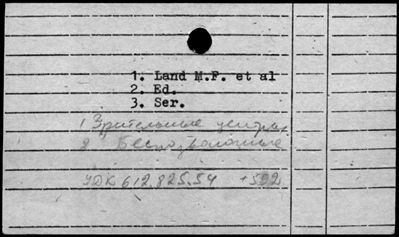 1. Land M.F. et al
2. Ed.
3. Ser.
1 Зрительные центры
2 Беспозвоночные
УДК 612.825.54 +592